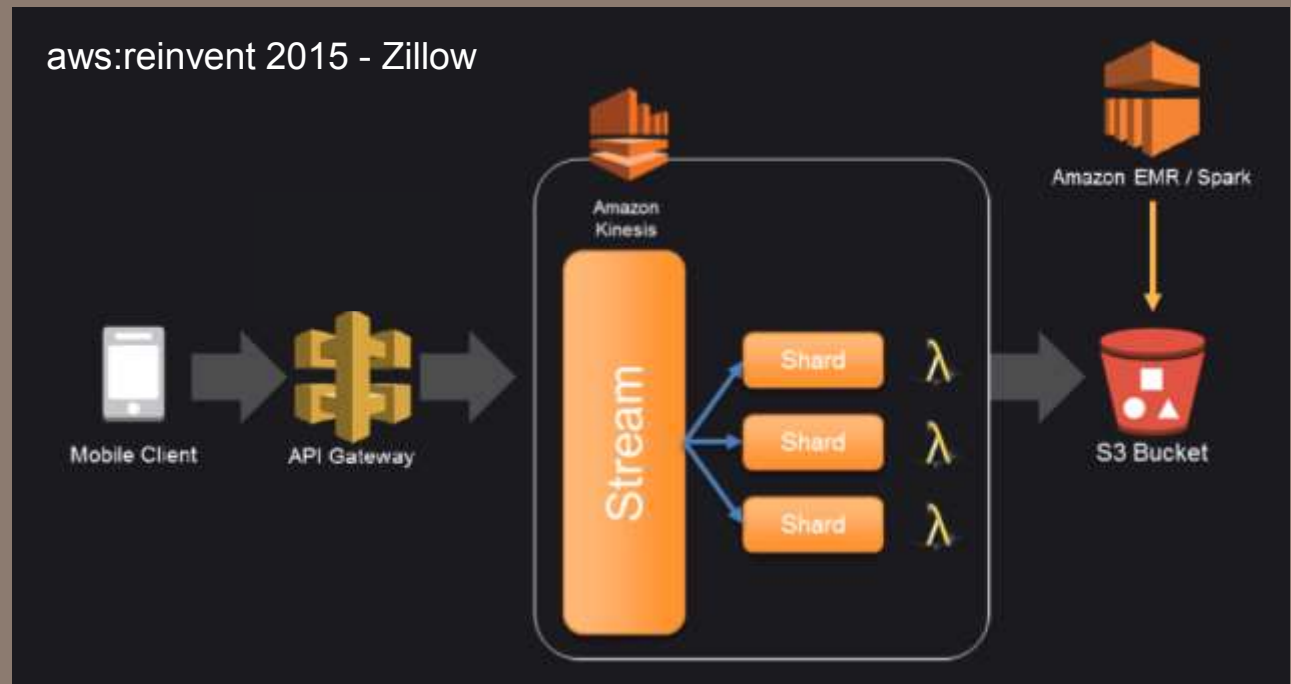 aws:reinvent 2015 - Zillow
Amazon EMR / Spark
Amazon
Kinesis
Stream
Shard
λ
Shard
λ
Shard
λ
Mobile Client
API Gateway
S3 Bucket